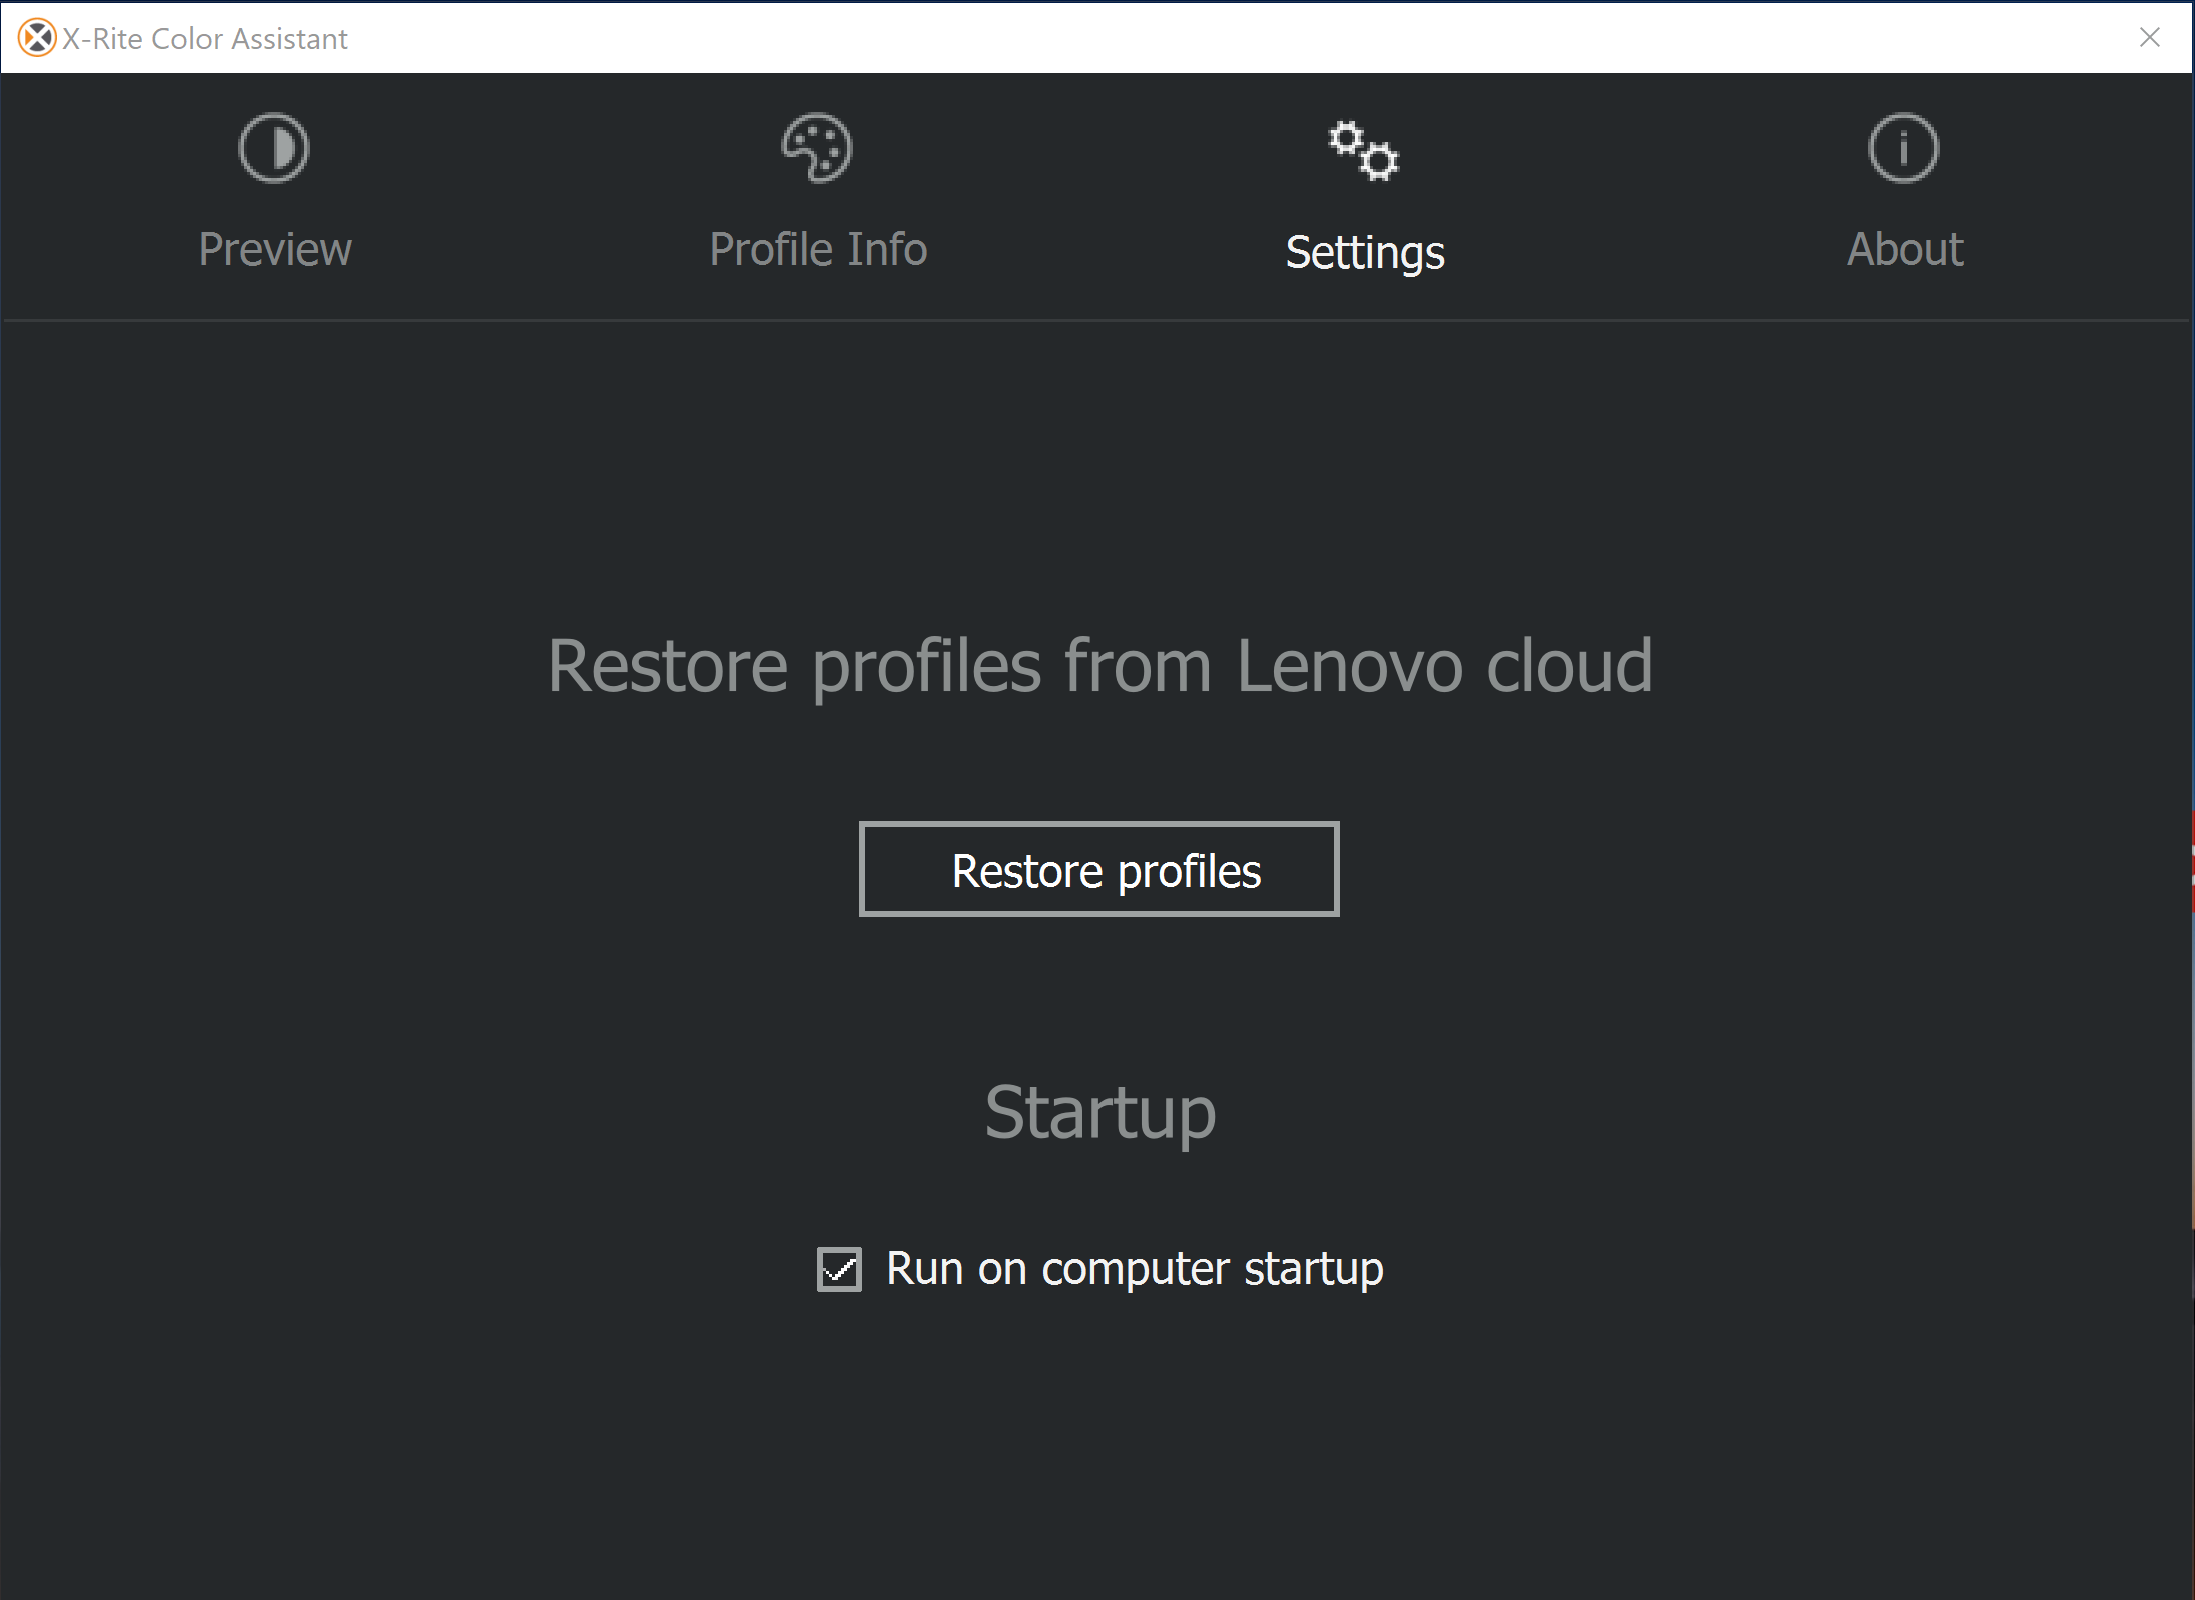 X-Rite Color Assistant
Preview
Profile Info
Settings
About
Restore profiles from Lenovo cloud
Restore profiles
Startup
Run on computer startup